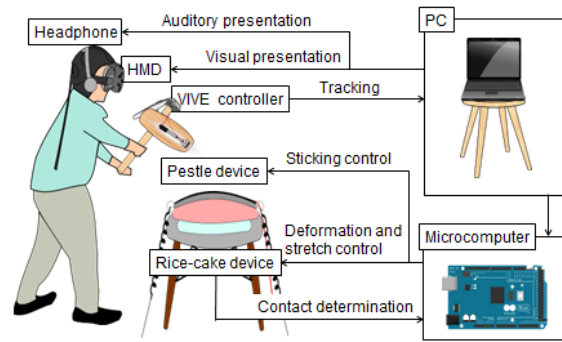 Auditory presentation
PC
Headphone
Visual presentation
HMD
VIVE controller
Tracking
Pestle device
Sticking control
Deformation and
stretch control
Microcomputer
Rice-cake device
Contact determination